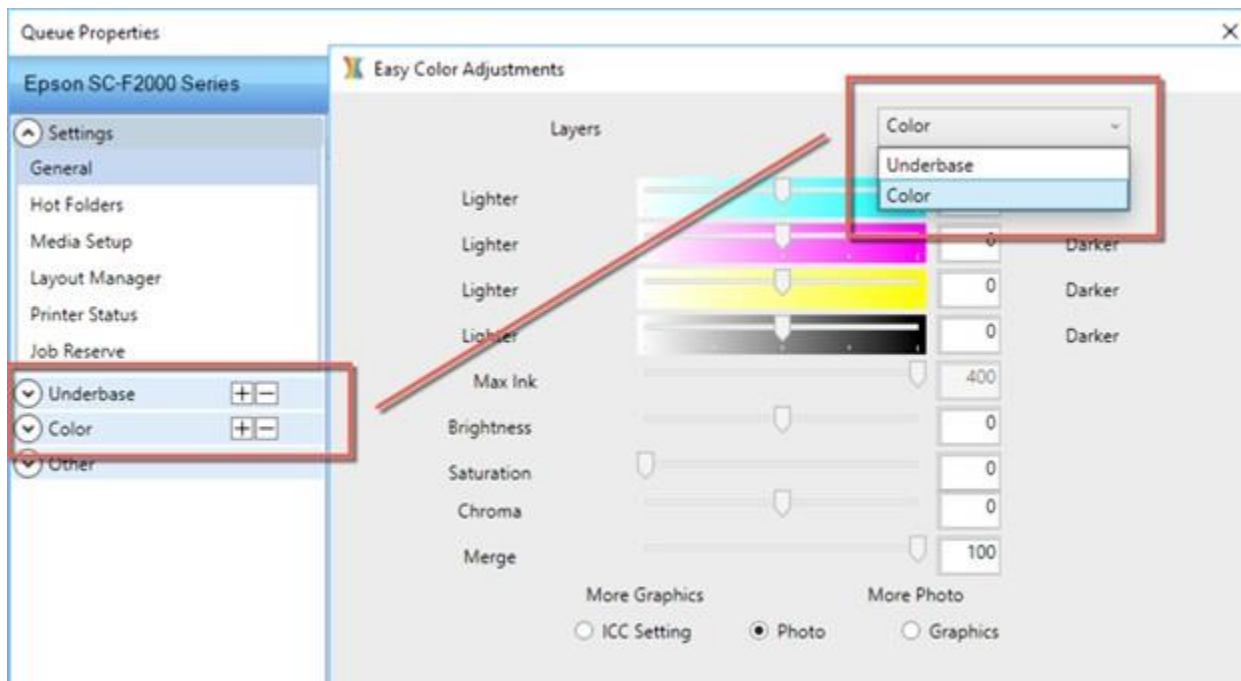 Queue Properties
Epson SC-F2000 Series
Settings
General
Hot Folders
Media Setup
Layout Manager
Printer Status
Job Reserve
Underbase
Color
Other
Easy Color Adjustments
Layers
Color
Underbase
Color
Lighter
Lighter 0 Darker
Lighter 0 Darker
Lighter 0 Darker
Max Ink 400
Brightness 0
Saturation 0
Chroma 0
Merge 100
More Graphics More Photo
ICC Setting Photo Graphics